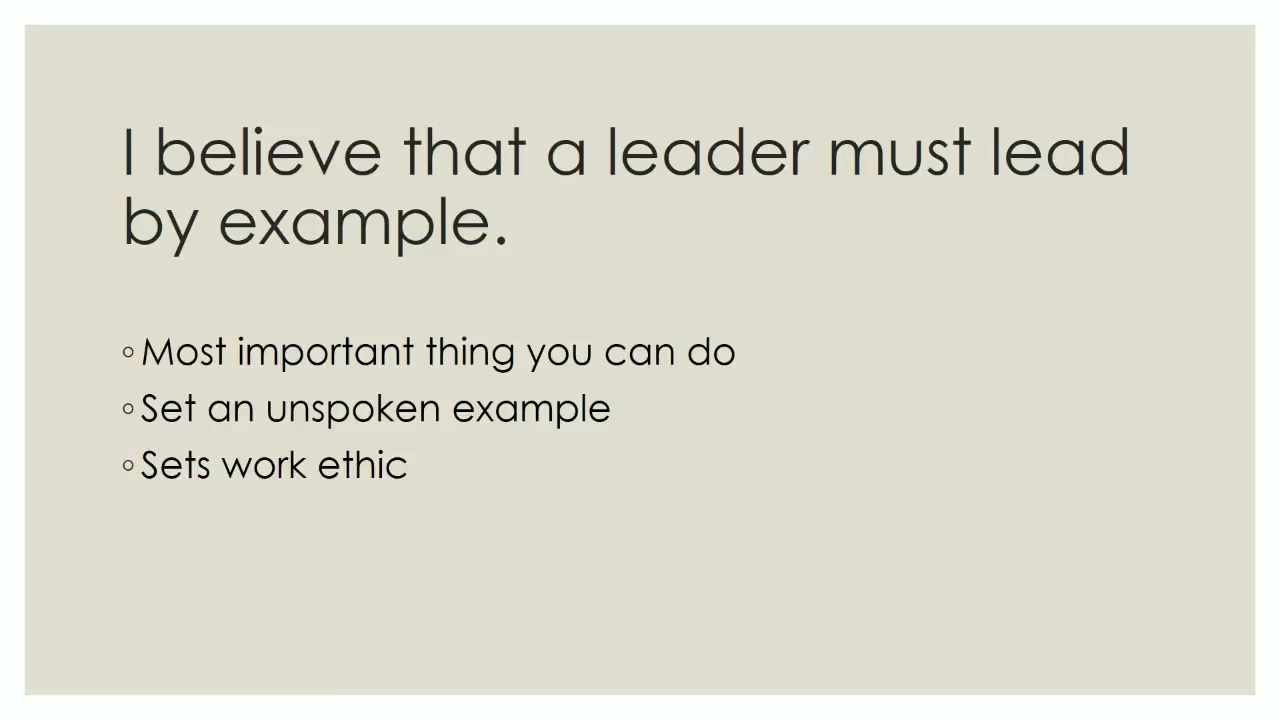 I believe that a leader must lead
by example.
◦Most important thing you can do
◦Set an unspoken example
◦Sets work ethic